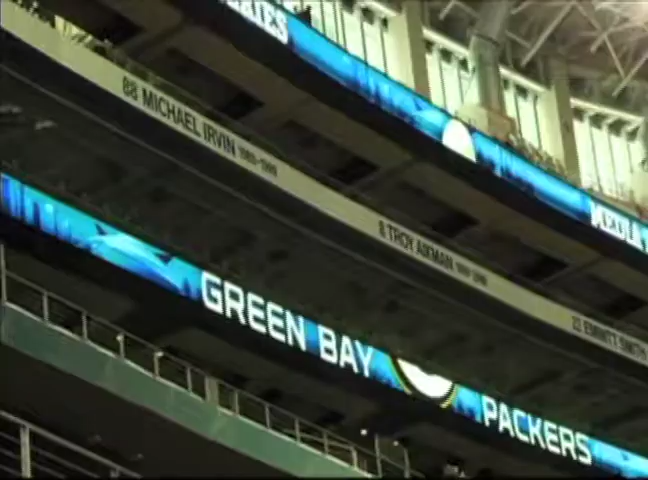 88 MICHAEL IRVIN 1988-1999
8 TROY AIKMAN
22 EMMITT SMITH
GREEN BAY PACKERS